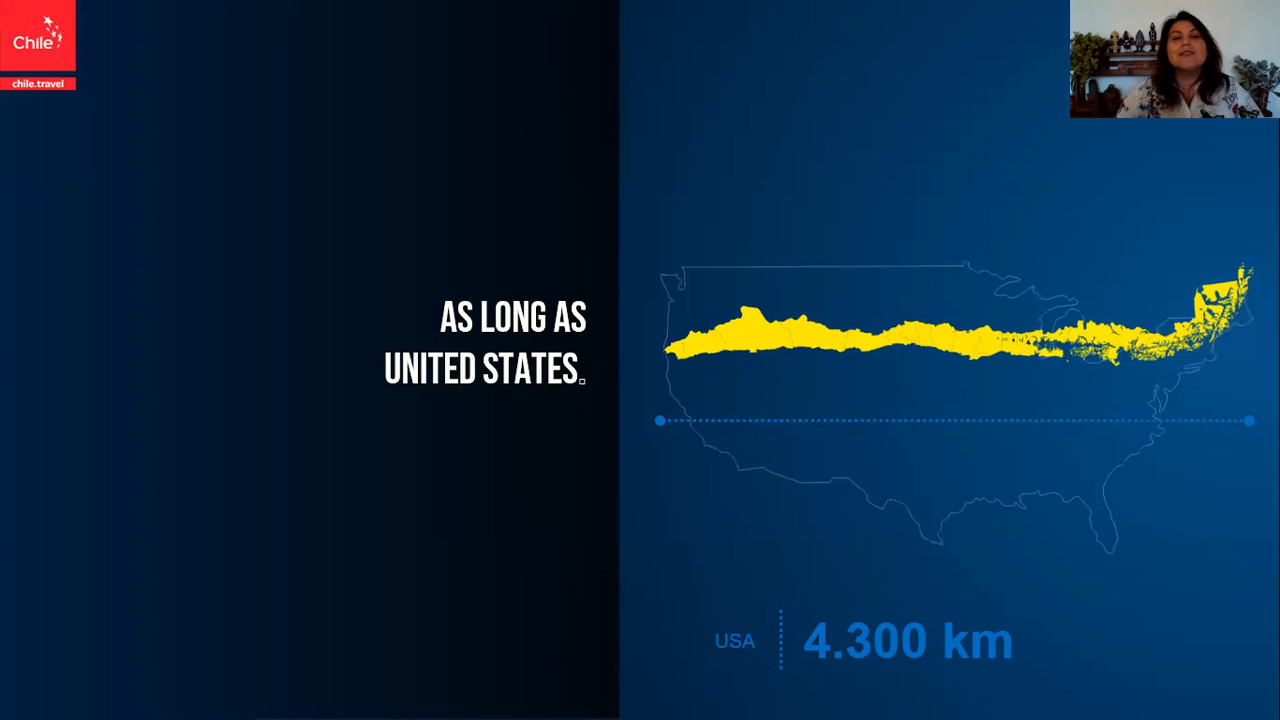 Chile
chile.travel
AS LONG AS
UNITED STATES.
USA
4.300 km